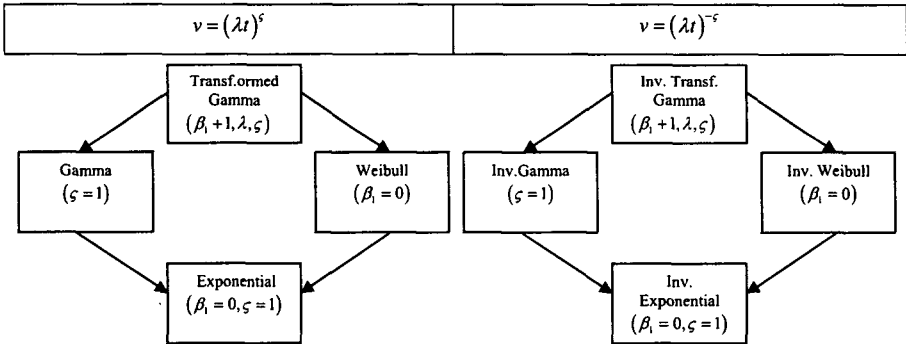 v = (λt)^ς
v = (λt)^-ς
Transf.ormed
Gamma
(β₁ + 1, λ, ς)
Inv. Transf.
Gamma
(β₁ + 1, λ, ς)
Gamma
(ς = 1)
Weibull
(β₁ = 0)
Inv.Gamma
(ς = 1)
Inv. Weibull
(β₁ = 0)
Exponential
(β₁ = 0, ς = 1)
Inv.
Exponential
(β₁ = 0, ς = 1)